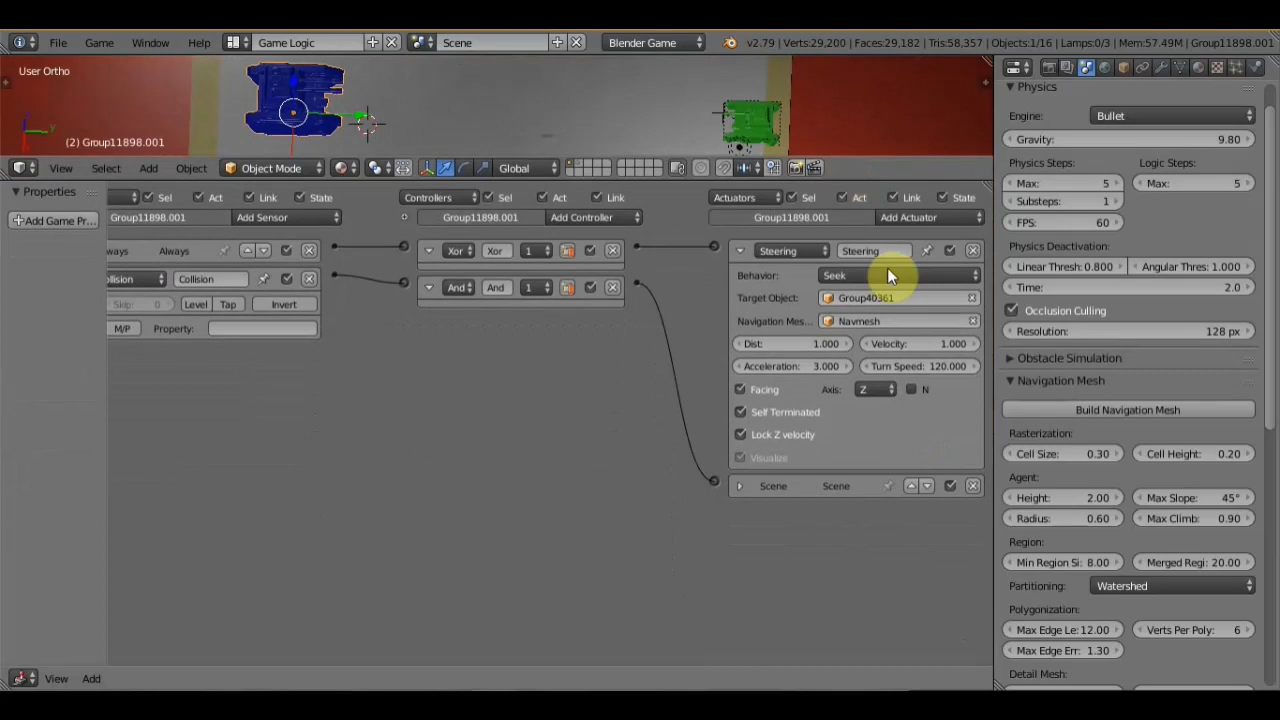 File Game Window Help Game Logic Scene Blender Game v2.79 | Verts:29,200 | Faces:29,182 | Tris:58,357 | Objects:1/16 | Lamps:0/3 | Mem:57.49M | Group11898.001
User Ortho
(2) Group11898.001
View Select Add Object Object Mode Global
Properties
Add Game Pr...
Sel Act Link State
Group11898.001 Add Sensor
ways Always
ollision Collision
Skip: 0 Level Tap Invert
M/P Property:
Controllers Sel Act Link
Group11898.001 Add Controller
Xor Xor 1
And And 1
Actuators Sel Act Link State
Group11898.001 Add Actuator
Steering Steering
Behavior: Seek
Target Object: Group40361
Navigation Mes... Navmesh
Dist: 1.000 Velocity: 1.000
Acceleration: 3.000 Turn Speed: 120.000
Facing Axis: Z N
Self Terminated
Lock Z velocity
Visualize
Scene Scene
View Add
Physics
Engine: Bullet
Gravity: 9.80
Physics Steps: Logic Steps:
Max: 5 Max: 5
Substeps: 1
FPS: 60
Physics Deactivation:
Linear Thresh: 0.800 Angular Thres: 1.000
Time: 2.0
Occlusion Culling
Resolution: 128 px
Obstacle Simulation
Navigation Mesh
Build Navigation Mesh
Rasterization:
Cell Size: 0.30 Cell Height: 0.20
Agent:
Height: 2.00 Max Slope: 45°
Radius: 0.60 Max Climb: 0.90
Region:
Min Region Si: 8.00 Merged Regi: 20.00
Partitioning: Watershed
Polygonization:
Max Edge Le: 12.00 Verts Per Poly: 6
Max Edge Err: 1.30
Detail Mesh: